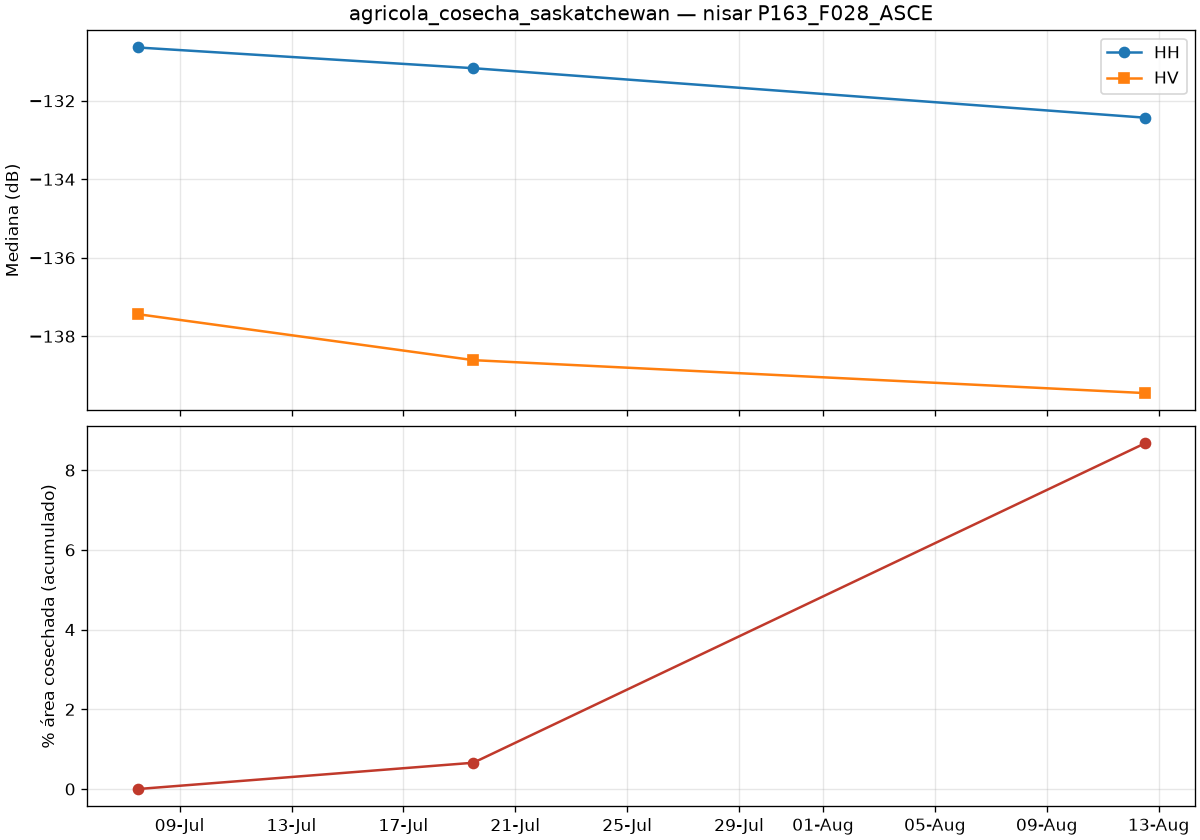 agricola_cosecha_saskatchewan — nisar P163_F028_ASCE
HH
HV
Mediana (dB)
−132
−134
−136
−138
% área cosechada (acumulado)
8
6
4
2
0
09-Jul 13-Jul 17-Jul 21-Jul 25-Jul 29-Jul 01-Aug 05-Aug 09-Aug 13-Aug